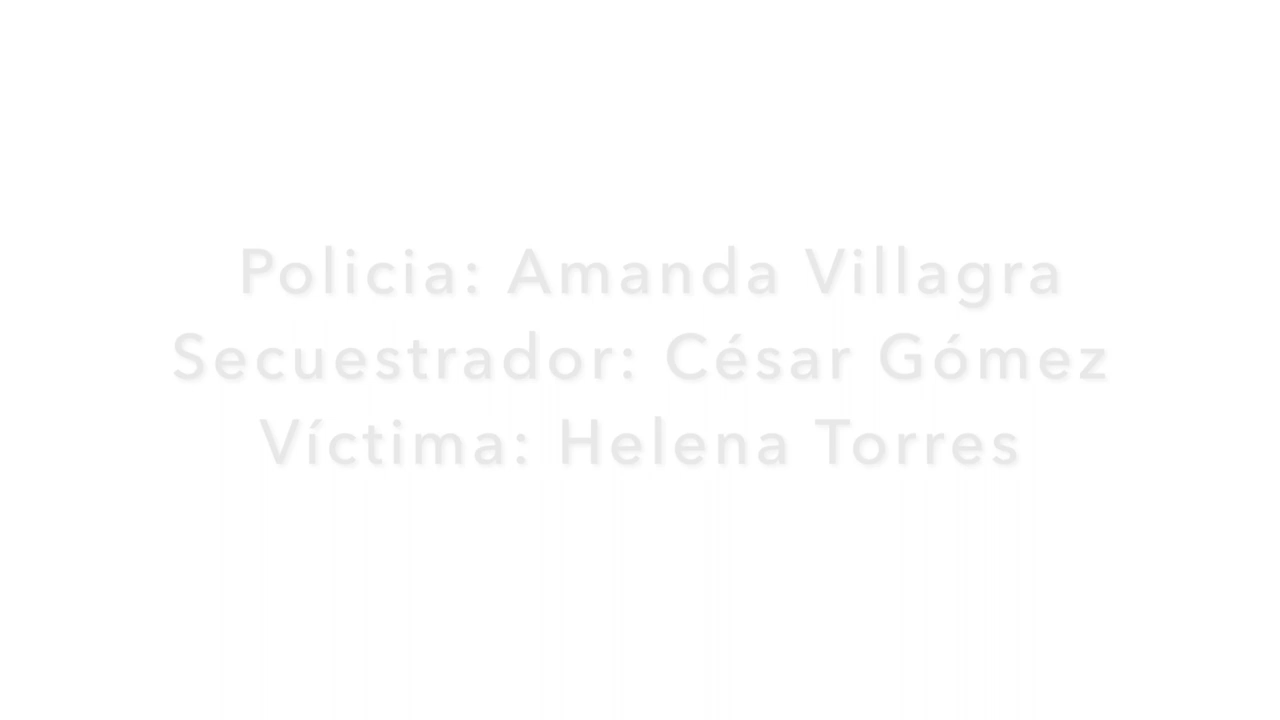 Policia: Amanda Villagra
Secuestrador: César Gómez
Víctima: Helena Torres